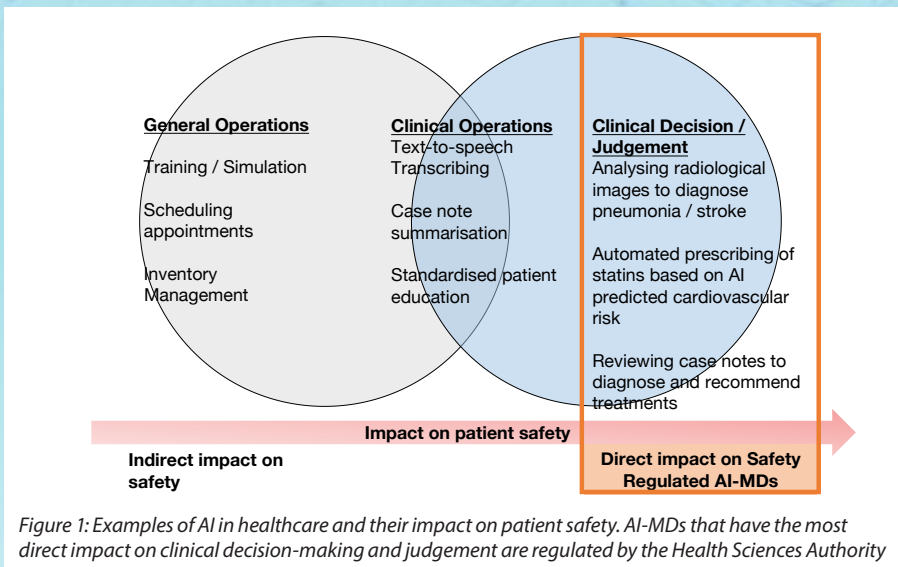 General Operations
Training / Simulation
Scheduling
appointments
Inventory
Management
Clinical Operations
Text-to-speech
Transcribing
Case note
summarisation
Standardised patient
education
Clinical Decision /
Judgement
Analysing radiological
images to diagnose
pneumonia / stroke
Automated prescribing of
statins based on AI
predicted cardiovascular
risk
Reviewing case notes to
diagnose and recommend
treatments
Impact on patient safety
Indirect impact on
safety
Direct impact on Safety
Regulated AI-MDs
Figure 1: Examples of AI in healthcare and their impact on patient safety. AI-MDs that have the most
direct impact on clinical decision-making and judgement are regulated by the Health Sciences Authority